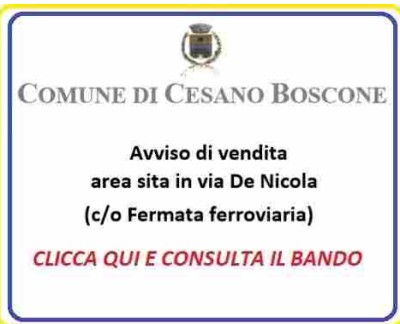 COMUNE DI CESANO BOSCONE
Avviso di vendita
area sita in via De Nicola
(c/o Fermata ferroviaria)
CLICCA QUI E CONSULTA IL BANDO